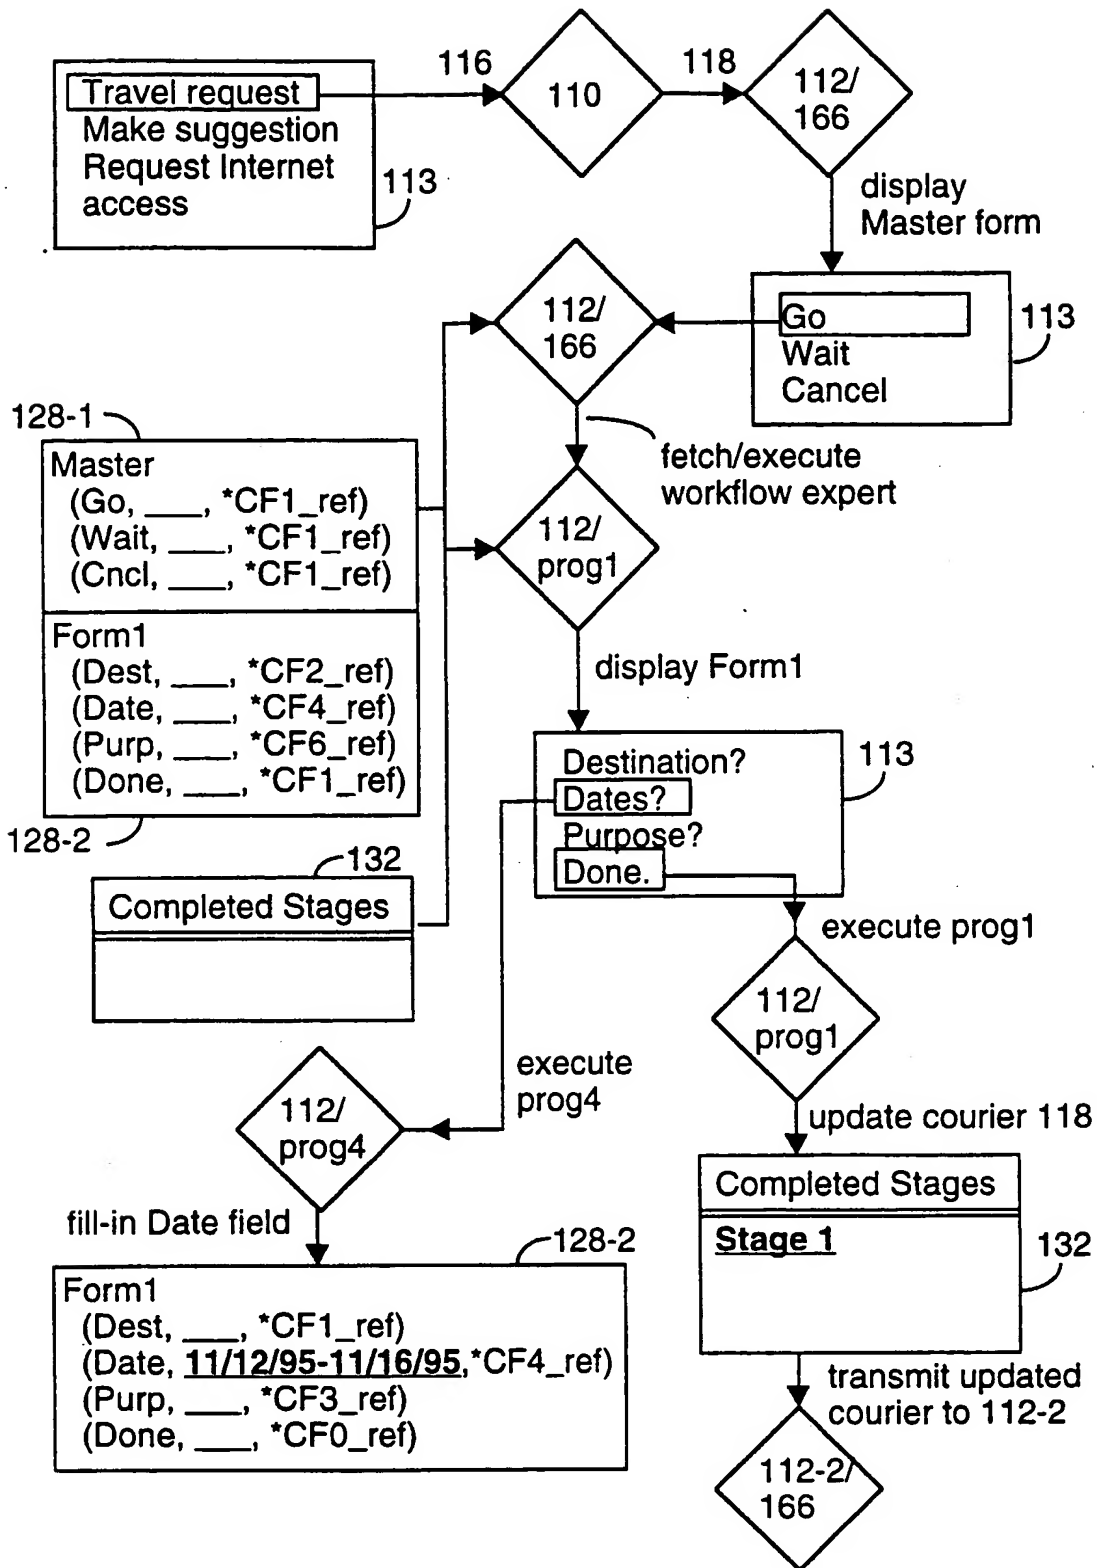 116
110
118
112/
166
Travel request
Make suggestion
Request Internet
access
113
display
Master form
112/
166
Go
Wait
Cancel
113
128-1
Master
(Go, ___, *CF1_ref)
(Wait, ___, *CF1_ref)
(Cncl, ___, *CF1_ref)
fetch/execute
workflow expert
112/
prog1
Form1
(Dest, ___, *CF2_ref)
(Date, ___, *CF4_ref)
(Purp, ___, *CF6_ref)
(Done, ___, *CF1_ref)
128-2
display Form1
Destination?
Dates?
Purpose?
Done.
113
132
Completed Stages
execute prog1
112/
prog1
execute
prog4
112/
prog4
update courier 118
Completed Stages
Stage 1
132
fill-in Date field
128-2
Form1
(Dest, ___, *CF1_ref)
(Date, 11/12/95-11/16/95,*CF4_ref)
(Purp, ___, *CF3_ref)
(Done, ___, *CF0_ref)
transmit updated
courier to 112-2
112-2/
166